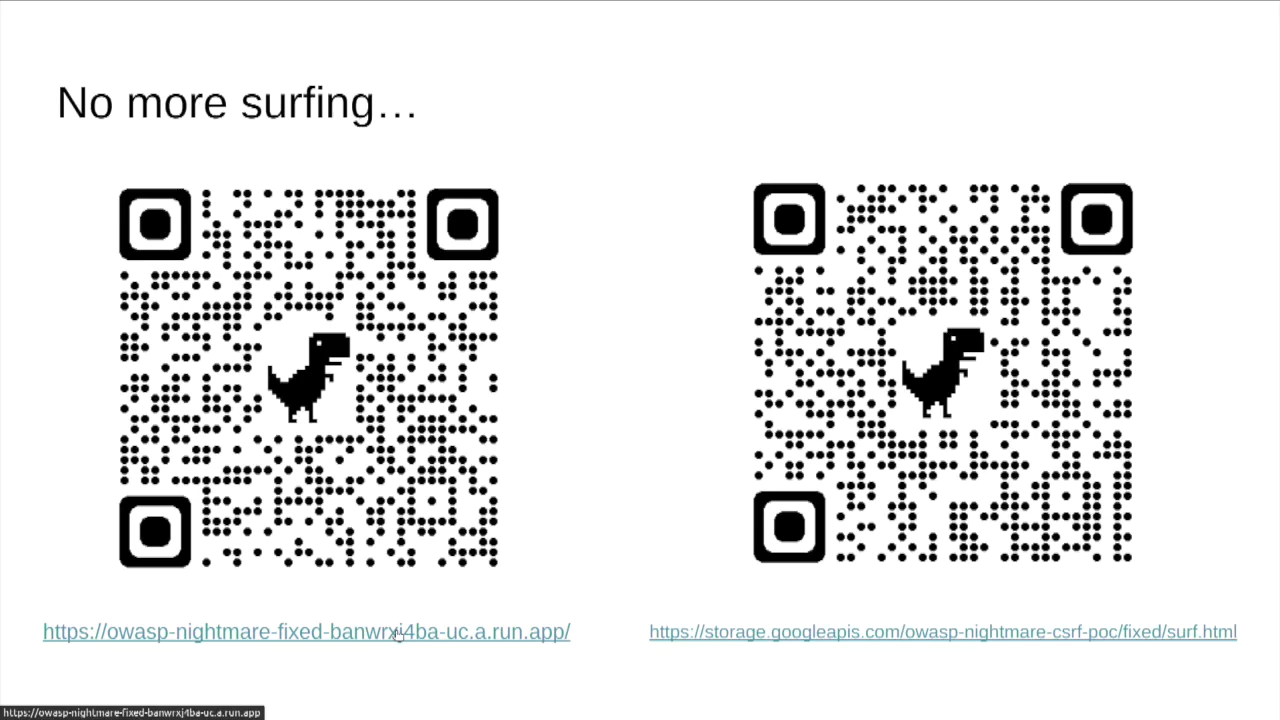 No more surfing…
https://owasp-nightmare-fixed-banwrxj4ba-uc.a.run.app/
https://storage.googleapis.com/owasp-nightmare-csrf-poc/fixed/surf.html
https://owasp-nightmare-fixed-banwrxj4ba-uc.a.run.app